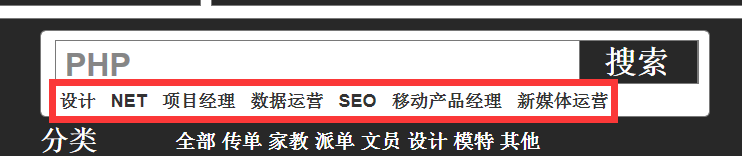 PHP 搜索
设计 NET 项目经理 数据运营 SEO 移动产品经理 新媒体运营
分类 全部 传单 家教 派单 文员 设计 模特 其他